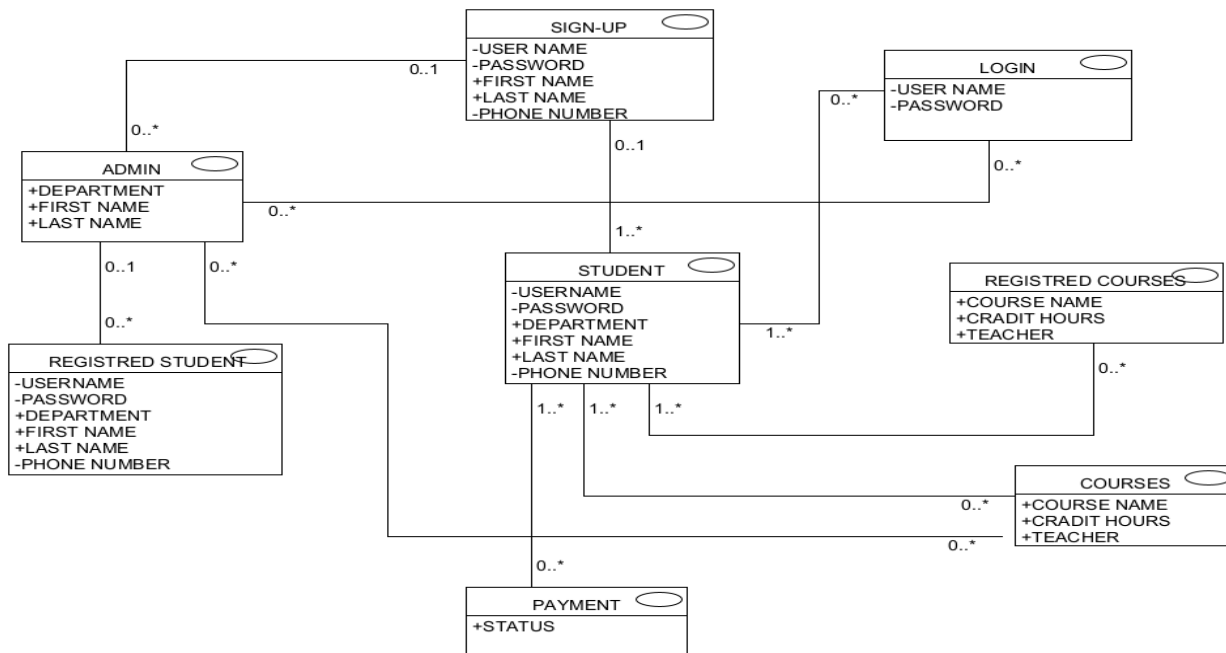 SIGN-UP
-USER NAME
-PASSWORD
+FIRST NAME
+LAST NAME
-PHONE NUMBER
0..1
0..1
LOGIN
-USER NAME
-PASSWORD
0..*
0..*
0..*
ADMIN
+DEPARTMENT
+FIRST NAME
+LAST NAME
0..*
0..1
0..*
1..*
STUDENT
-USERNAME
-PASSWORD
+DEPARTMENT
+FIRST NAME
+LAST NAME
-PHONE NUMBER
1..*
REGISTRED COURSES
+COURSE NAME
+CRADIT HOURS
+TEACHER
0..*
0..*
REGISTRED STUDENT
-USERNAME
-PASSWORD
+DEPARTMENT
+FIRST NAME
+LAST NAME
-PHONE NUMBER
1..*
1..*
1..*
COURSES
+COURSE NAME
+CRADIT HOURS
+TEACHER
0..*
0..*
0..*
PAYMENT
+STATUS